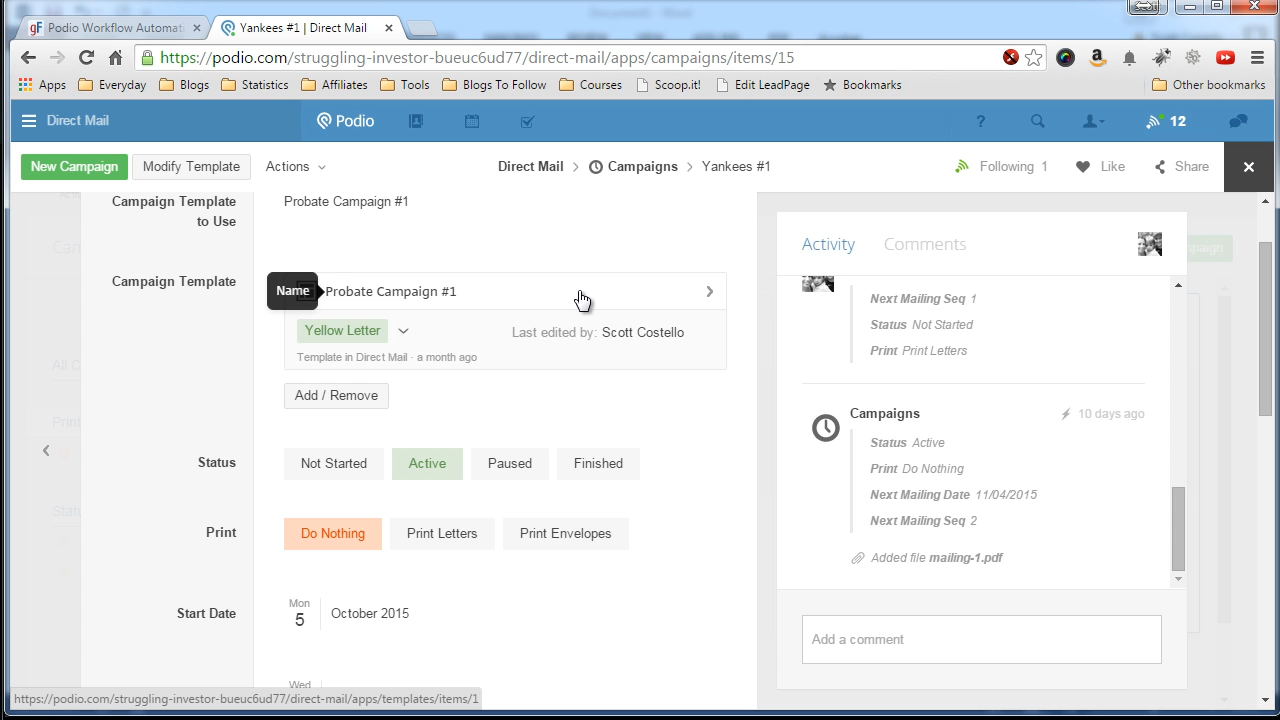 Podio Workflow Automat
Yankees #1 | Direct Mail
https://podio.com/struggling-investor-bueuc6ud77/direct-mail/apps/campaigns/items/15
Apps
Everyday
Blogs
Statistics
Affiliates
Tools
Blogs To Follow
Courses
Scoop.it!
Edit LeadPage
Bookmarks
Other bookmarks
Direct Mail
Podio
?
12
New Campaign
Modify Template
Actions
Direct Mail > Campaigns > Yankees #1
Following 1
Like
Share
Campaign Template
to Use
Probate Campaign #1
Campaign Template
Name
Probate Campaign #1
Yellow Letter
Last edited by: Scott Costello
Template in Direct Mail · a month ago
Add / Remove
Status
Not Started
Active
Paused
Finished
Print
Do Nothing
Print Letters
Print Envelopes
Start Date
Mon
5
October 2015
Wed
Activity
Comments
Next Mailing Seq 1
Status Not Started
Print Print Letters
Campaigns
10 days ago
Status Active
Print Do Nothing
Next Mailing Date 11/04/2015
Next Mailing Seq 2
Added file mailing-1.pdf
Add a comment
https://podio.com/struggling-investor-bueuc6ud77/direct-mail/apps/templates/items/1